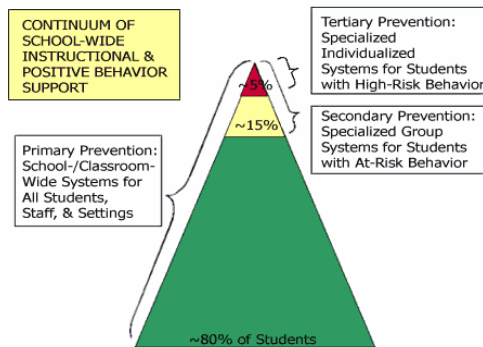 CONTINUUM OF
SCHOOL-WIDE
INSTRUCTIONAL &
POSITIVE BEHAVIOR
SUPPORT
Tertiary Prevention:
Specialized
Individualized
Systems for Students
with High-Risk Behavior
~5%
~15%
Secondary Prevention:
Specialized Group
Systems for Students
with At-Risk Behavior
Primary Prevention:
School-/Classroom-
Wide Systems for
All Students,
Staff, & Settings
~80% of Students